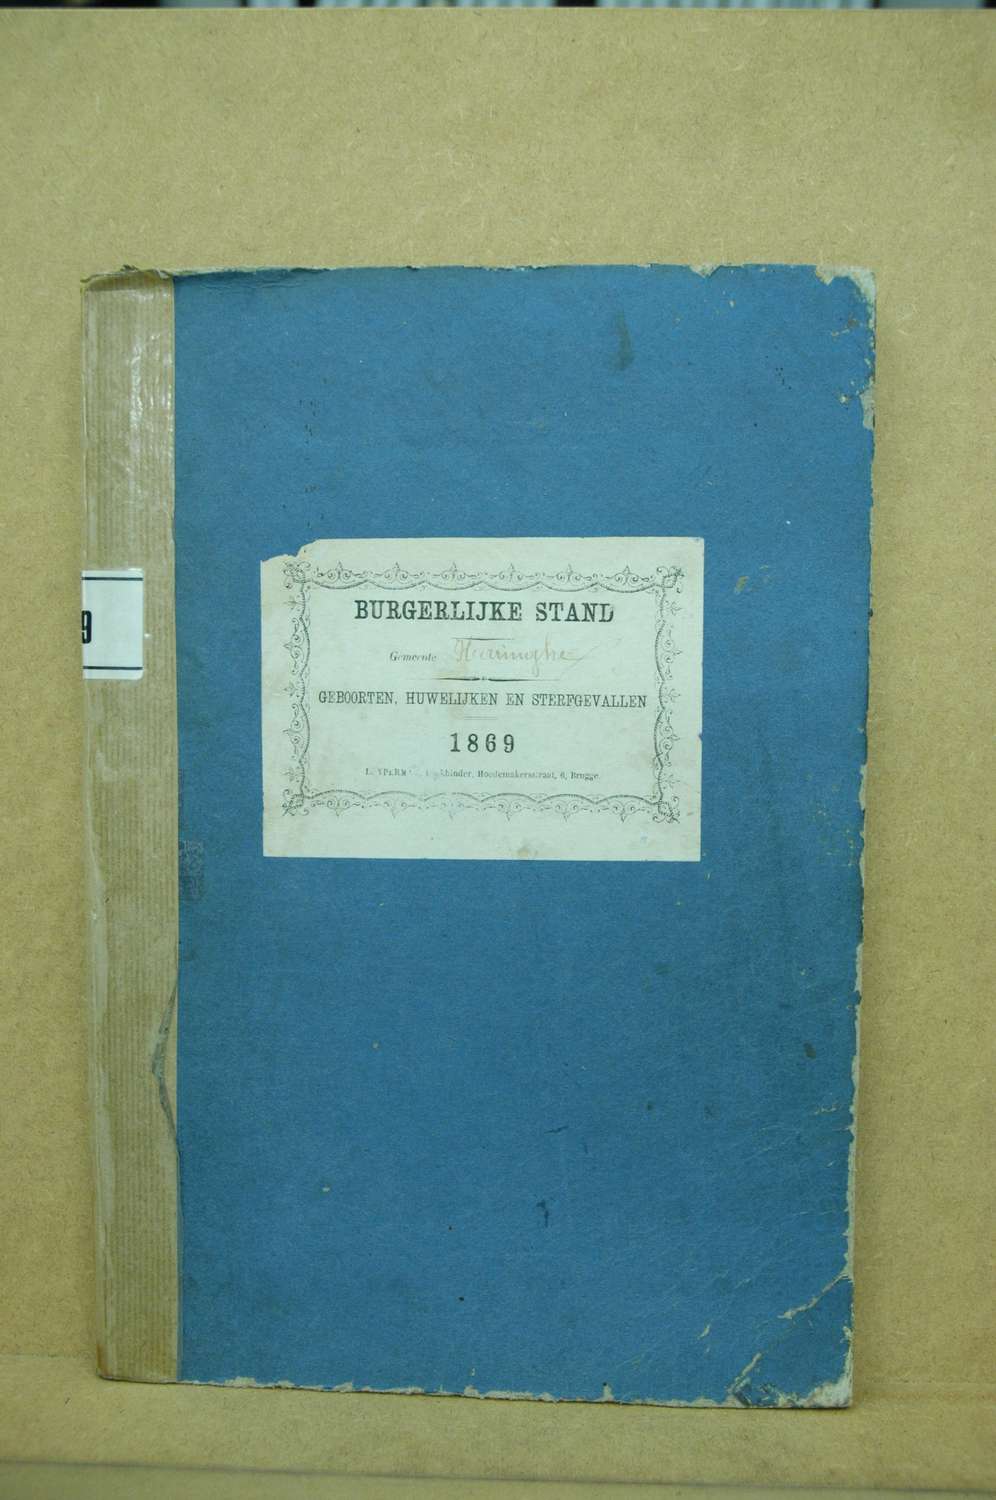 BURGERLIJKE STAND
Gemeente Haringhe
GEBOORTEN, HUWELIJKEN EN STERFGEVALLEN
1869
Hoedemakersstraat, 6, Brugge.
9